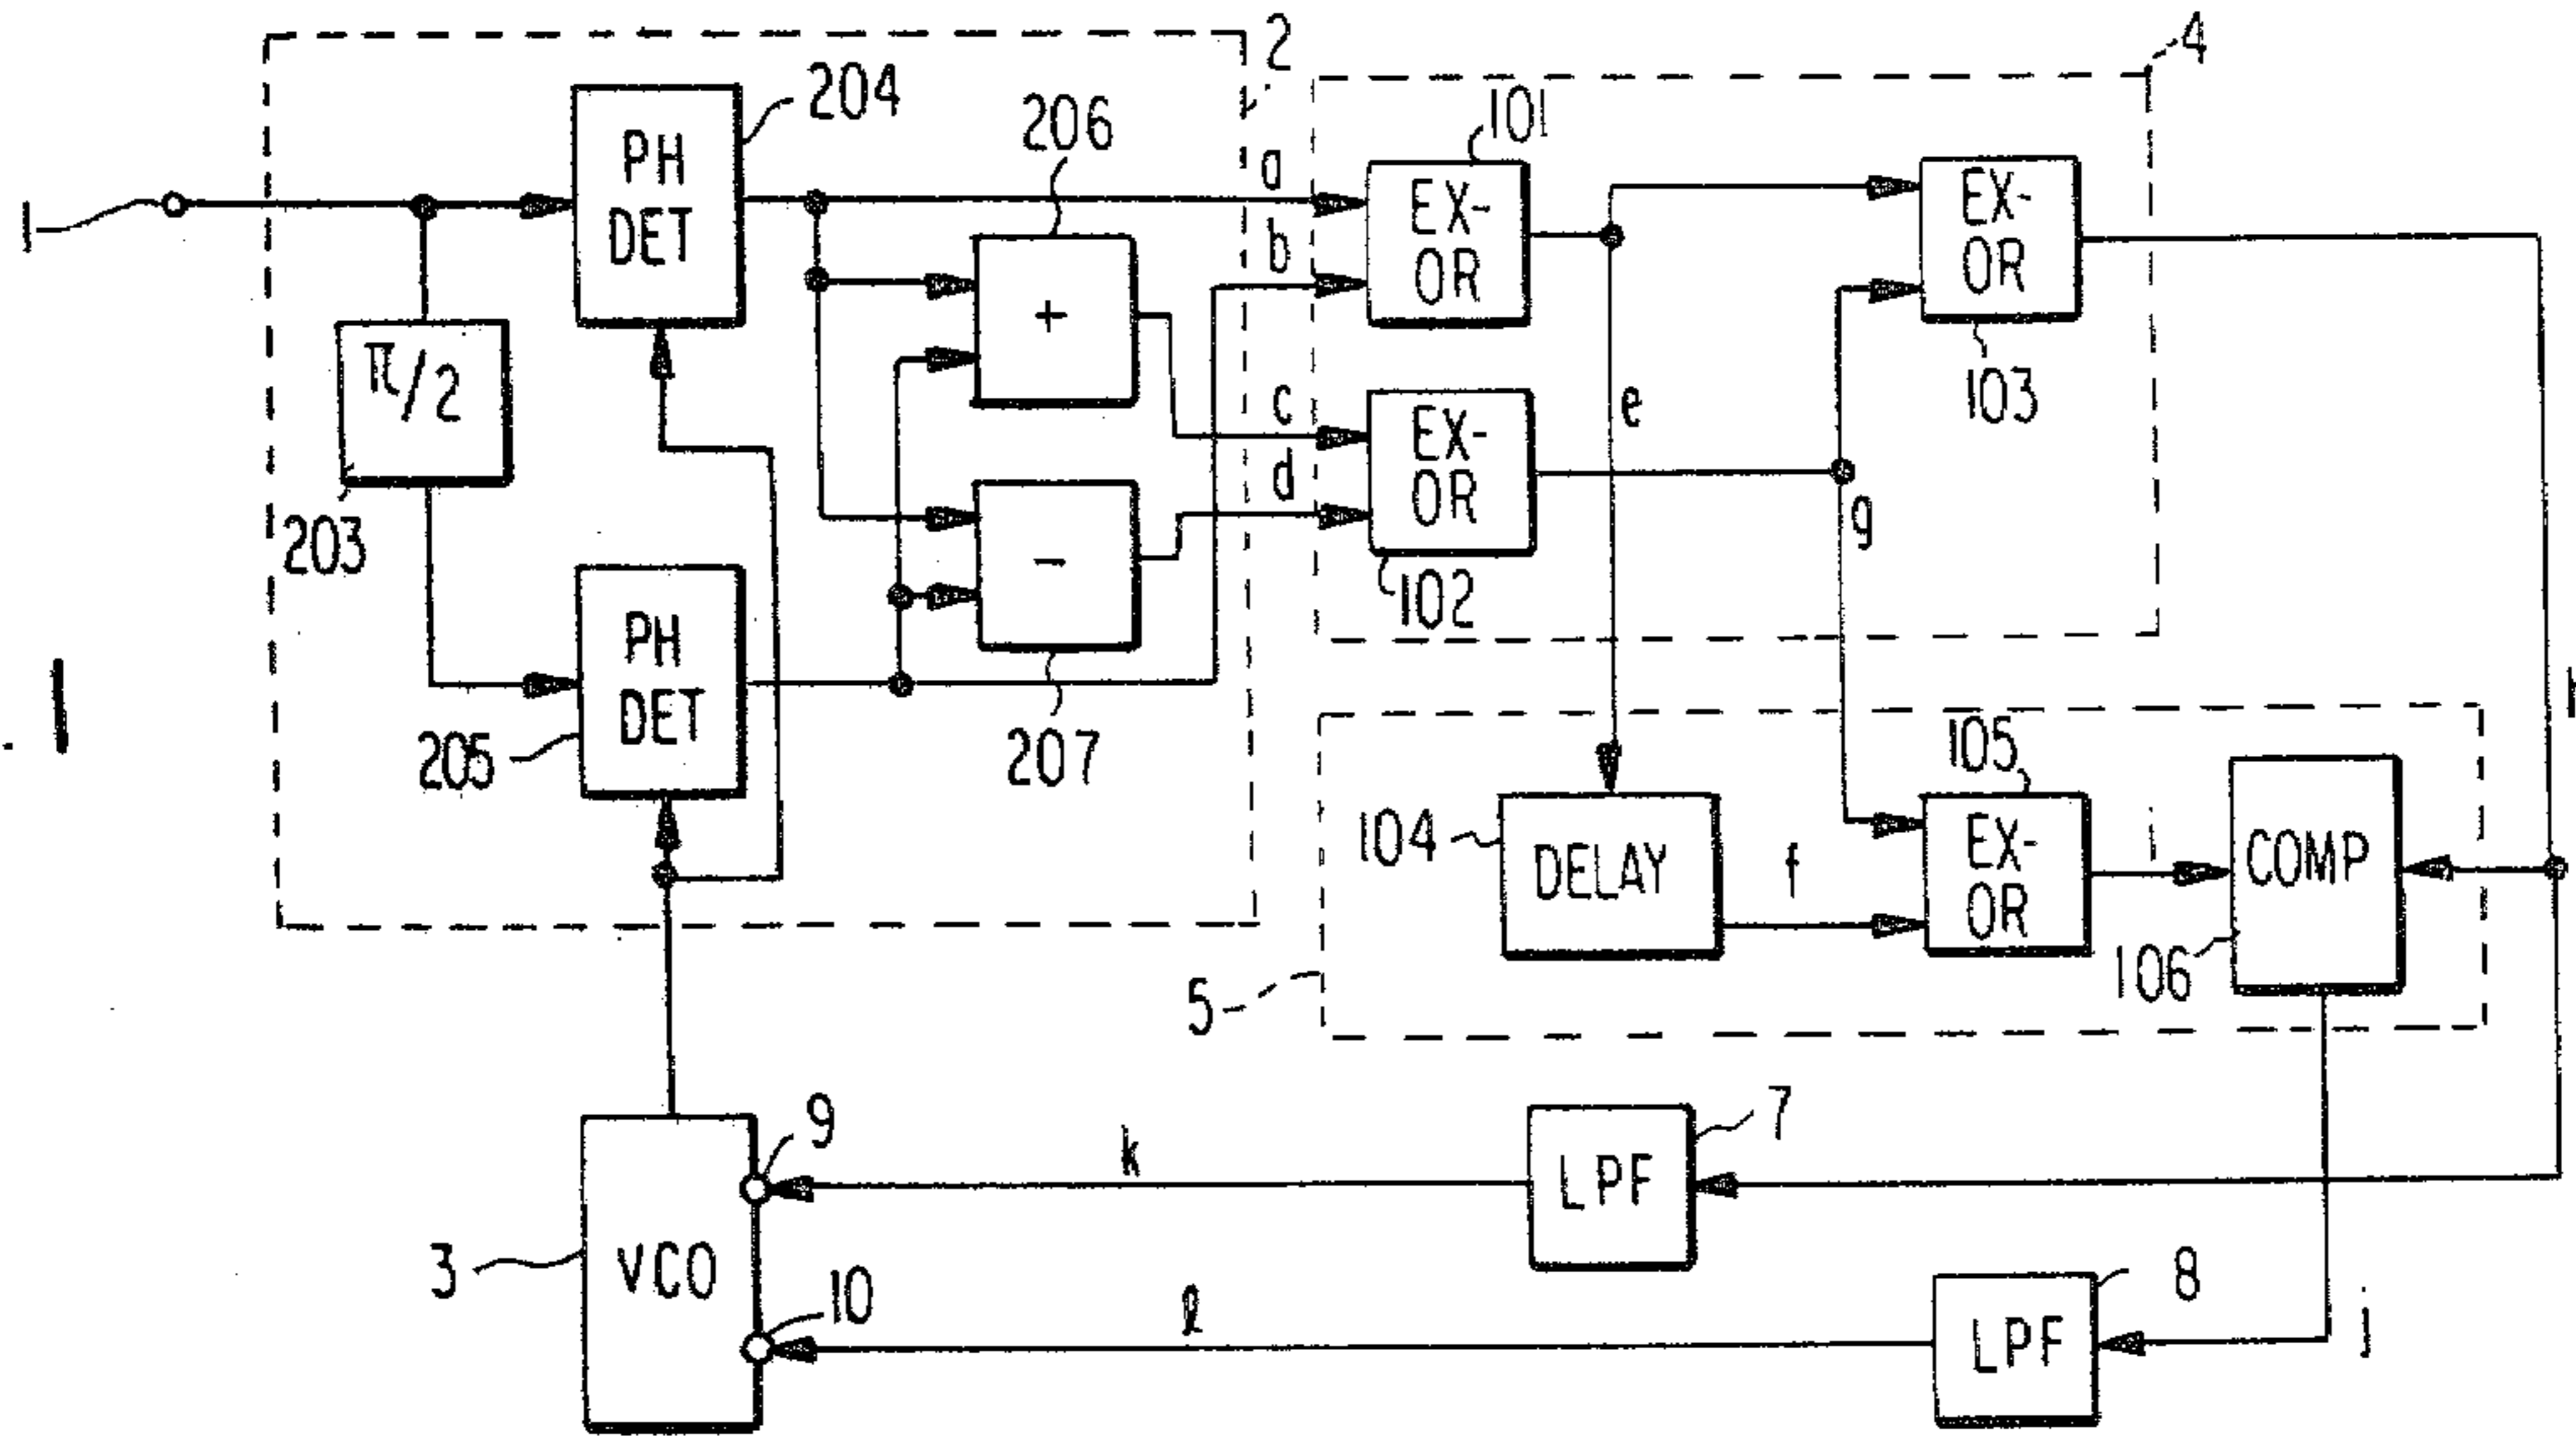 2
4
204
PH
DET
206
101
a
EX-
OR
EX-
OR
1
b
+
π/2
103
c
e
EX-
OR
d
203
−
g
102
PH
DET
207
205
105
104
DELAY
f
EX-
OR
i
COMP
106
5
9
k
7
LPF
3
VCO
10
l
8
LPF
j